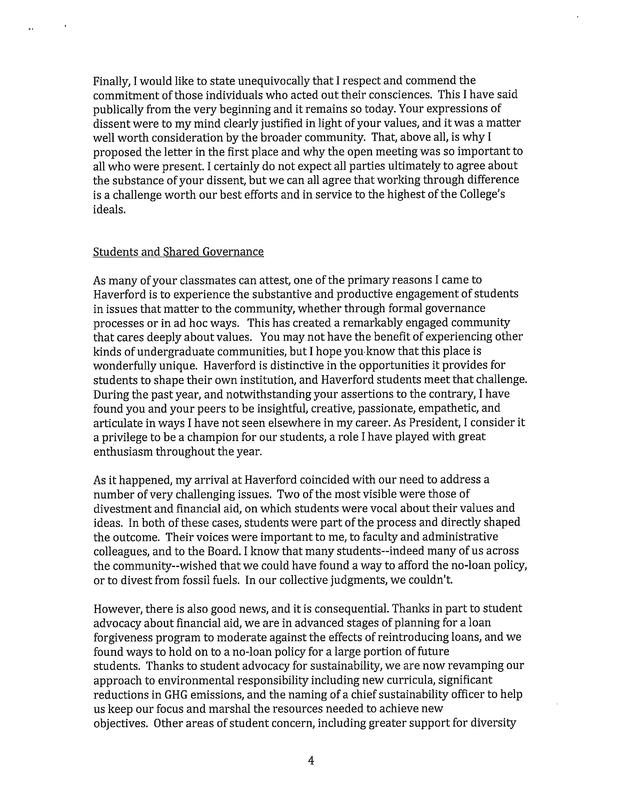 Finally, I would like to state unequivocally that I respect and commend the
commitment of those individuals who acted out their consciences.  This I have said
publically from the very beginning and it remains so today. Your expressions of
dissent were to my mind clearly justified in light of your values, and it was a matter
well worth consideration by the broader community.  That, above all, is why I
proposed the letter in the first place and why the open meeting was so important to
all who were present. I certainly do not expect all parties ultimately to agree about
the substance of your dissent, but we can all agree that working through difference
is a challenge worth our best efforts and in service to the highest of the College's
ideals.
Students and Shared Governance
As many of your classmates can attest, one of the primary reasons I came to
Haverford is to experience the substantive and productive engagement of students
in issues that matter to the community, whether through formal governance
processes or in ad hoc ways.   This has created a remarkably engaged community
that cares deeply about values.   You may not have the benefit of experiencing other
kinds of undergraduate communities, but I hope you know that this place is
wonderfully unique.  Haverford is distinctive in the opportunities it provides for
students to shape their own institution, and Haverford students meet that challenge.
During the past year, and notwithstanding your assertions to the contrary, I have
found you and your peers to be insightful, creative, passionate, empathetic, and
articulate in ways I have not seen elsewhere in my career. As President, I consider it
a privilege to be a champion for our students, a role I have played with great
enthusiasm throughout the year.
As it happened, my arrival at Haverford coincided with our need to address a
number of very challenging issues.  Two of the most visible were those of
divestment and financial aid, on which students were vocal about their values and
ideas.  In both of these cases, students were part of the process and directly shaped
the outcome.  Their voices were important to me, to faculty and administrative
colleagues, and to the Board. I know that many students--indeed many of us across
the community--wished that we could have found a way to afford the no-loan policy,
or to divest from fossil fuels.  In our collective judgments, we couldn't.
However, there is also good news, and it is consequential. Thanks in part to student
advocacy about financial aid, we are in advanced stages of planning for a loan
forgiveness program to moderate against the effects of reintroducing loans, and we
found ways to hold on to a no-loan policy for a large portion of future
students.  Thanks to student advocacy for sustainability, we are now revamping our
approach to environmental responsibility including new curricula, significant
reductions in GHG emissions, and the naming of a chief sustainability officer to help
us keep our focus and marshal the resources needed to achieve new
objectives.  Other areas of student concern, including greater support for diversity
4